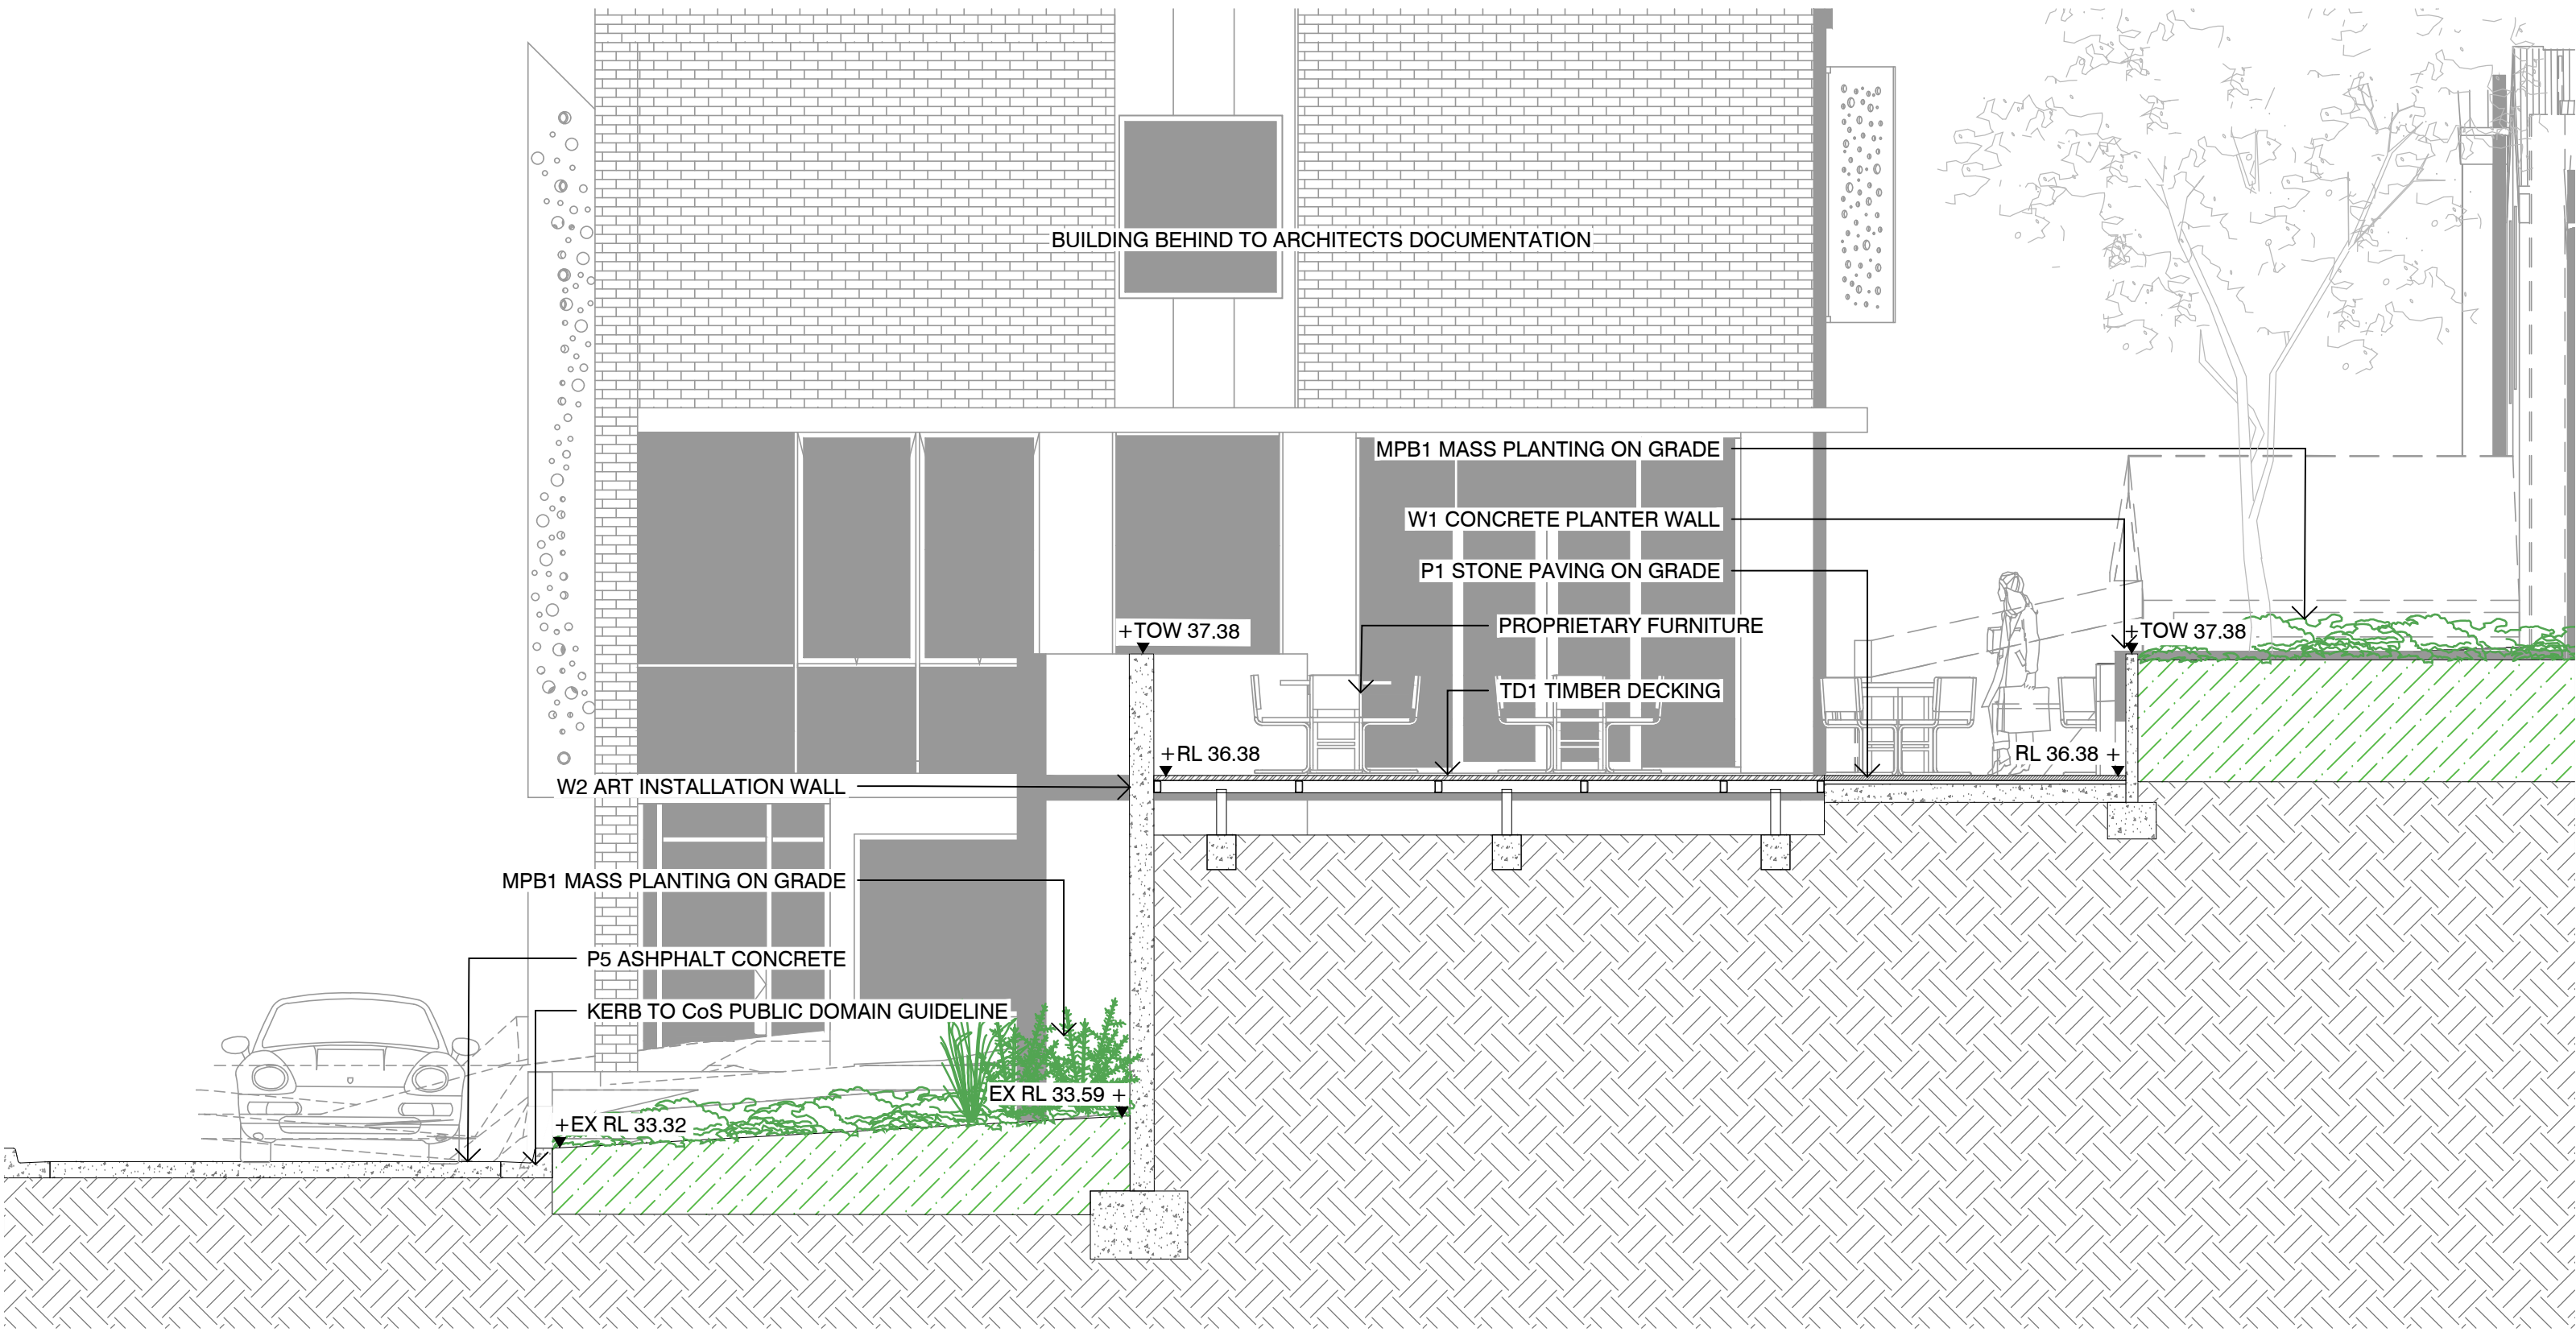 BUILDING BEHIND TO ARCHITECTS DOCUMENTATION
MPB1 MASS PLANTING ON GRADE
W1 CONCRETE PLANTER WALL
P1 STONE PAVING ON GRADE
PROPRIETARY FURNITURE
+TOW 37.38
+TOW 37.38
TD1 TIMBER DECKING
+RL 36.38
RL 36.38 +
W2 ART INSTALLATION WALL
MPB1 MASS PLANTING ON GRADE
P5 ASHPHALT CONCRETE
KERB TO CoS PUBLIC DOMAIN GUIDELINE
EX RL 33.59 +
+EX RL 33.32